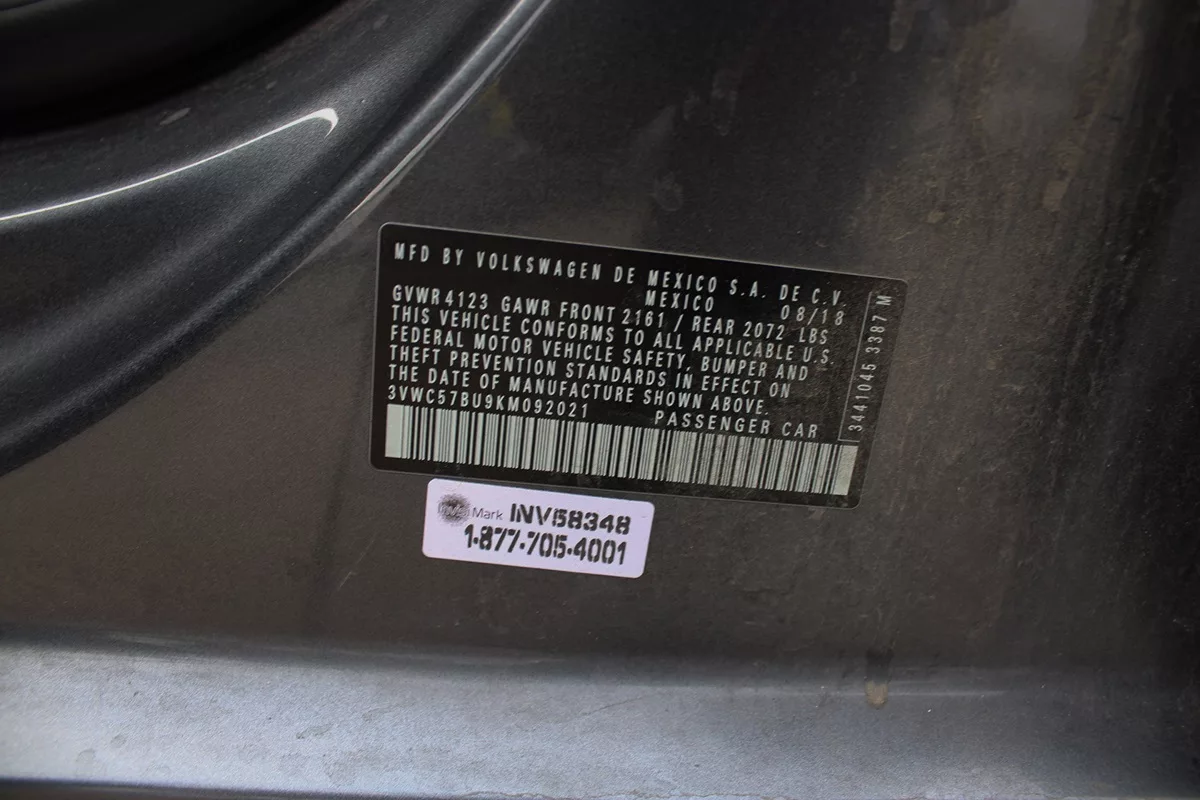 MFD BY VOLKSWAGEN DE MEXICO S.A. DE C.V.
MEXICO 08/18
GVWR 4123 GAWR FRONT 2161 / REAR 2072 LBS
THIS VEHICLE CONFORMS TO ALL APPLICABLE U.S.
FEDERAL MOTOR VEHICLE SAFETY, BUMPER AND
THEFT PREVENTION STANDARDS IN EFFECT ON
THE DATE OF MANUFACTURE SHOWN ABOVE.
3VWC57BU9KM092021 PASSENGER CAR
3441045 3387 M
Mark INV58348
1-877-705-4001